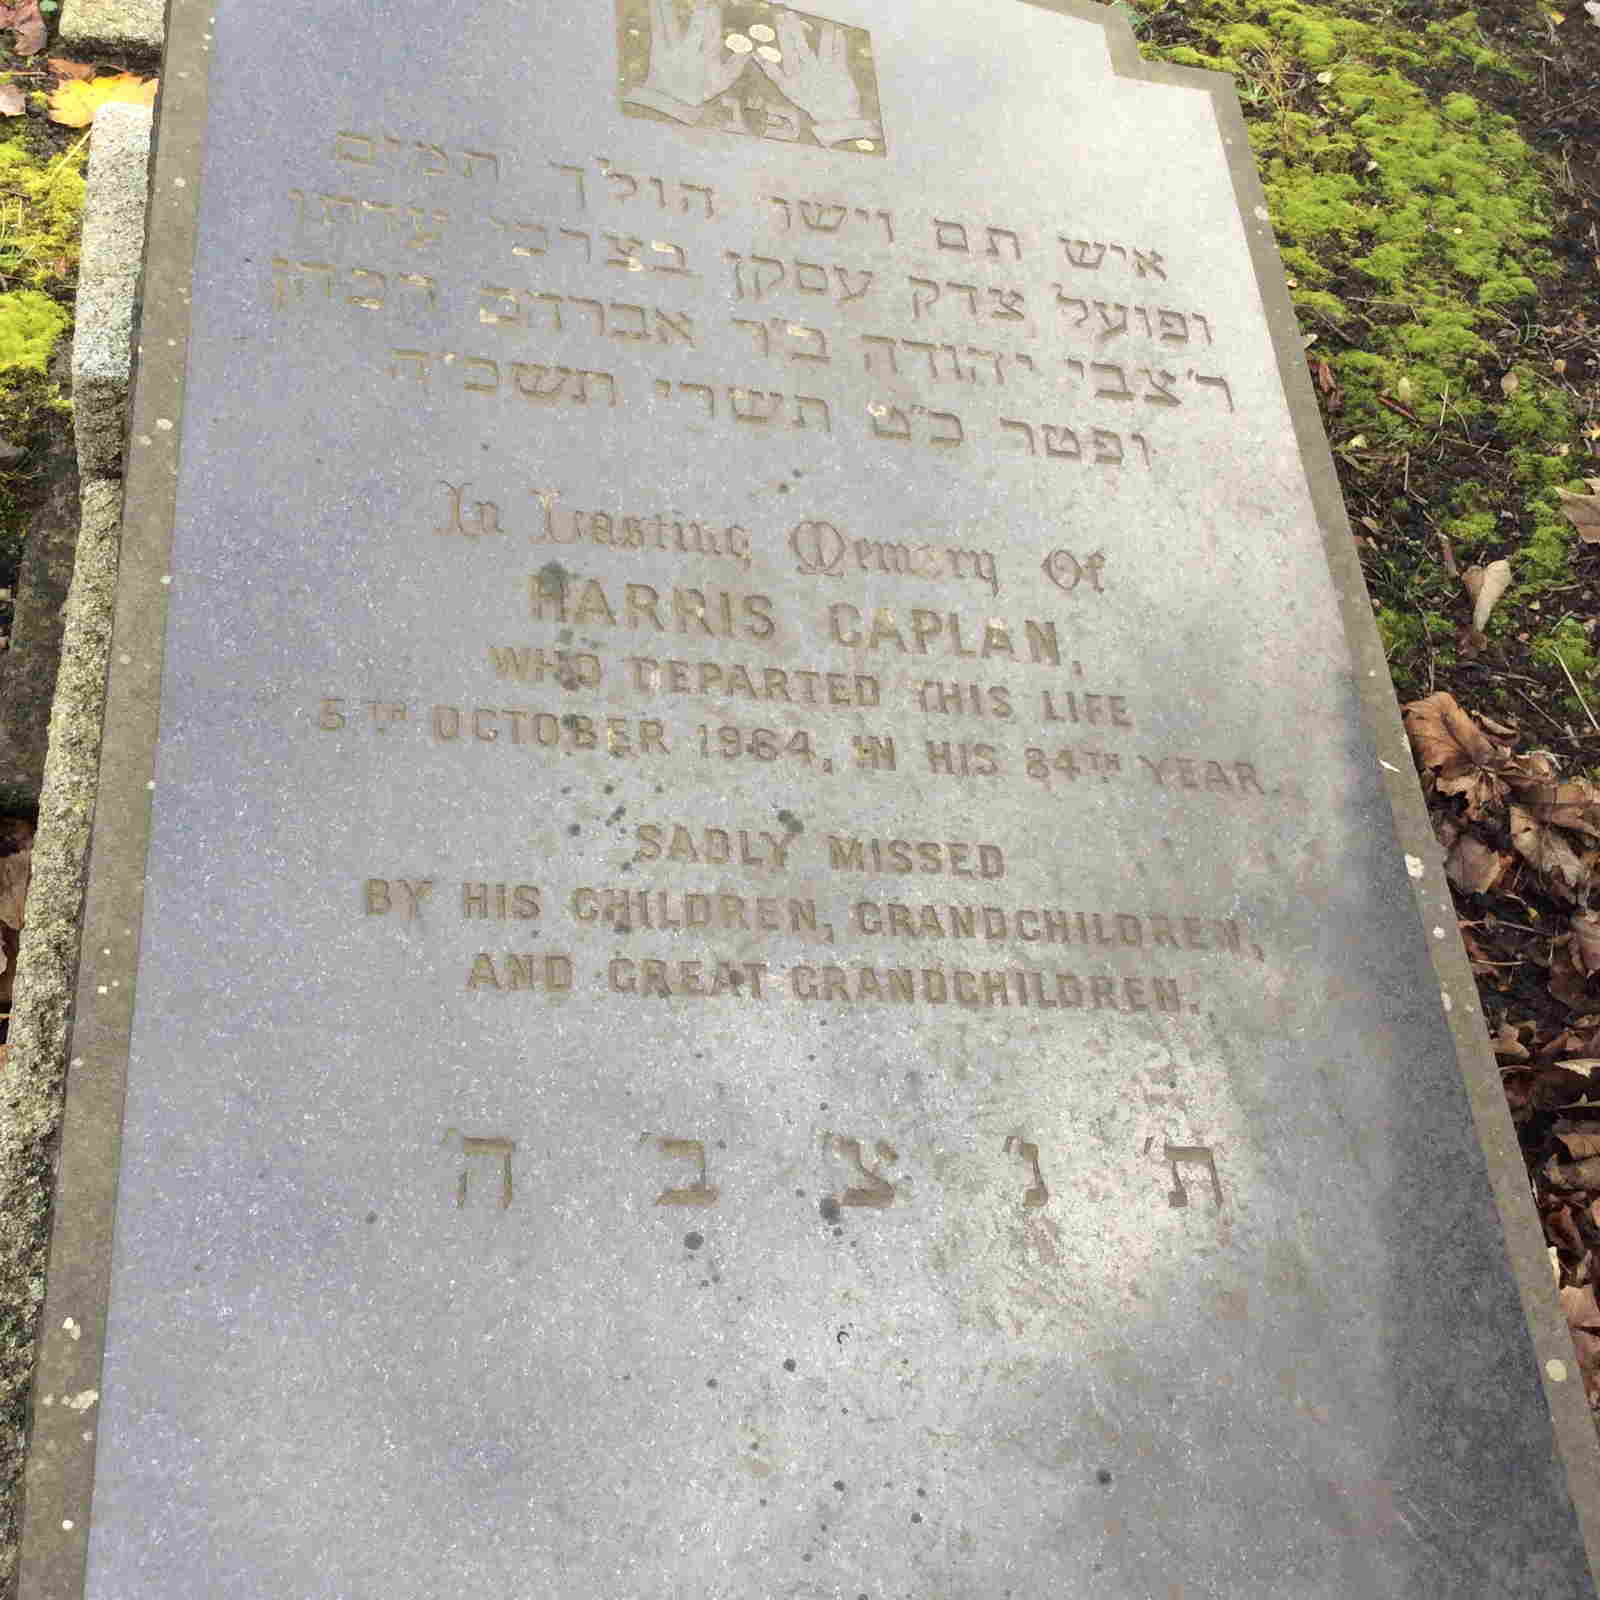 פ"נ
איש תם וישר הולך תמים
ופועל צדק עסקן בצרכי עדתו
ר' צבי יהודה ב"ר אברהם הכהן
נפטר כ"ט תשרי תשכ"ה
In Lasting Memory Of
HARRIS CAPLAN,
WHO DEPARTED THIS LIFE
5TH OCTOBER 1964, IN HIS 84TH YEAR.
SADLY MISSED
BY HIS CHILDREN, GRANDCHILDREN,
AND GREAT GRANDCHILDREN.
ת' נ' צ' ב' ה'